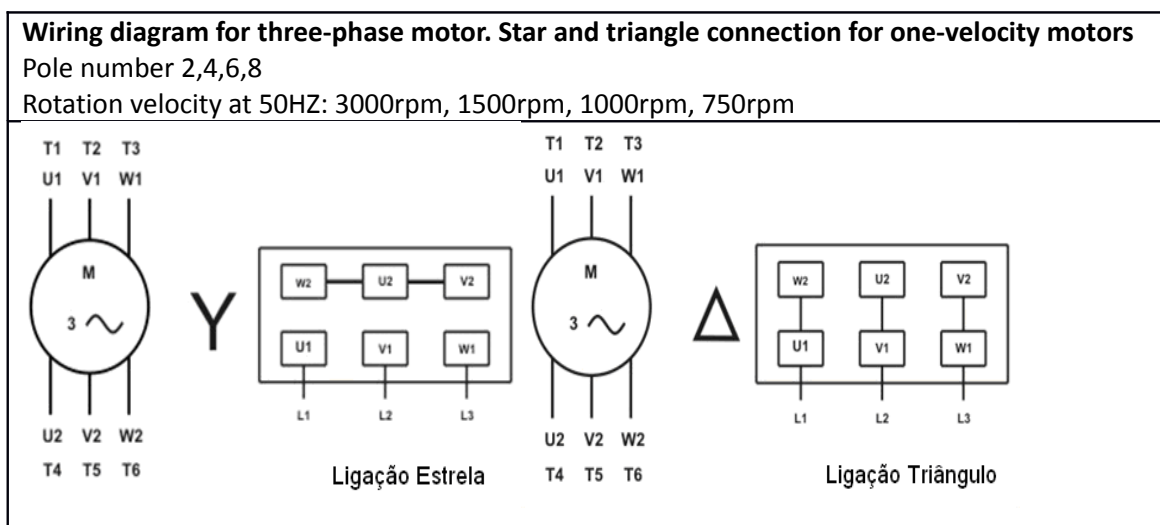 Wiring diagram for three-phase motor. Star and triangle connection for one-velocity motors
Pole number 2,4,6,8
Rotation velocity at 50HZ: 3000rpm, 1500rpm, 1000rpm, 750rpm
T1 T2 T3
U1 V1 W1
M
3
U2 V2 W2
T4 T5 T6
Y
W2 U2 V2
U1 V1 W1
L1 L2 L3
Ligação Estrela
T1 T2 T3
U1 V1 W1
M
3
U2 V2 W2
T4 T5 T6
Δ
W2 U2 V2
U1 V1 W1
L1 L2 L3
Ligação Triângulo